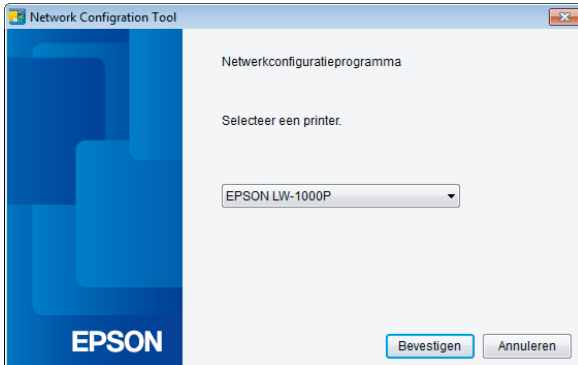 Network Configration Tool
Netwerkconfiguratieprogramma
Selecteer een printer.
EPSON LW-1000P
EPSON
Bevestigen
Annuleren